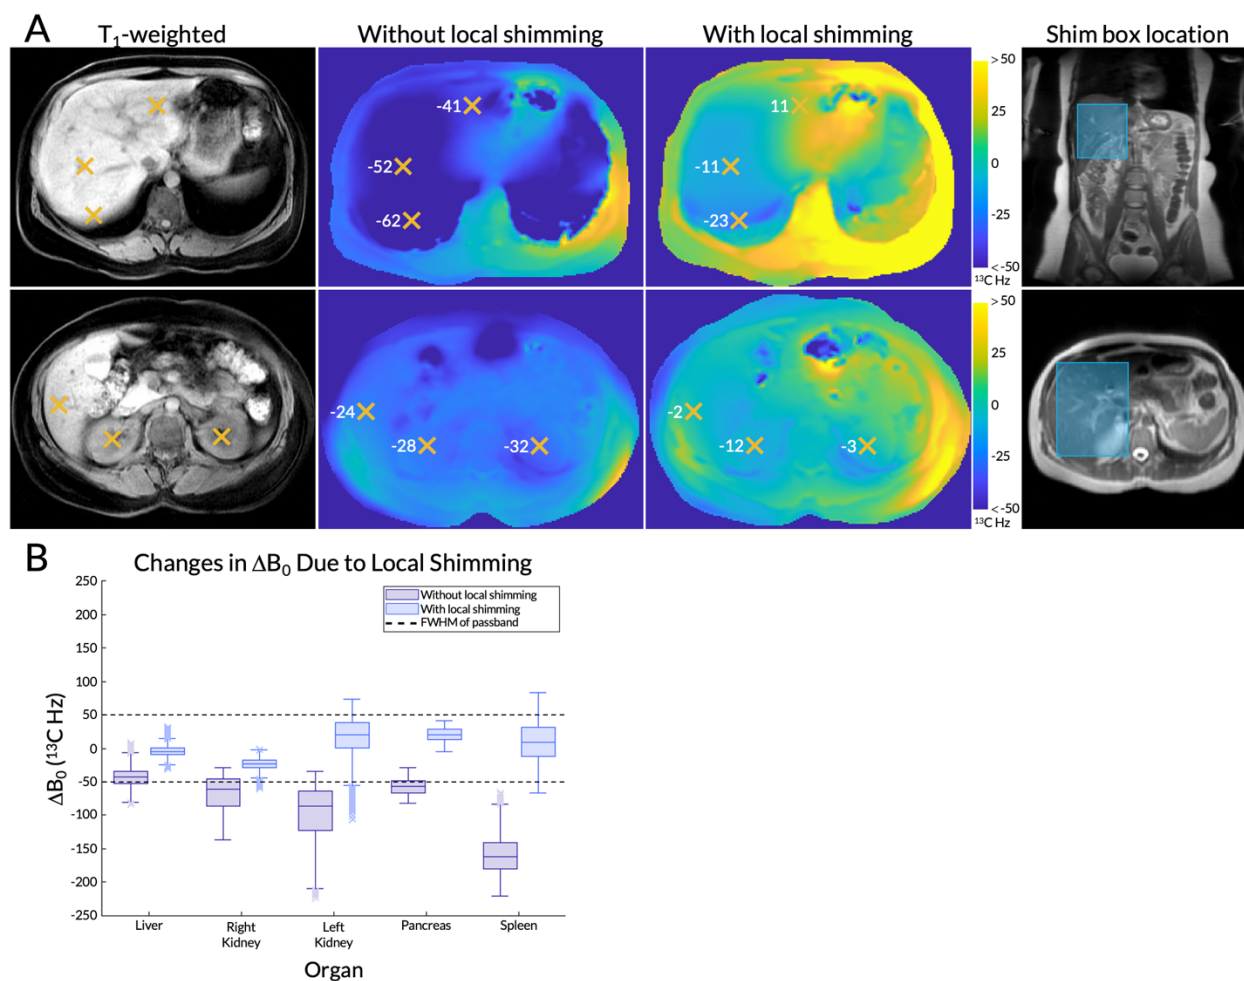 A
T1-weighted
Without local shimming
With local shimming
Shim box location
-41
-52
-62
11
-11
-23
> 50
25
0
-25
< -50
13C Hz
-24
-28
-32
-2
-12
-3
> 50
25
0
-25
< -50
13C Hz
B
Changes in ΔB0 Due to Local Shimming
Without local shimming
With local shimming
FWHM of passband
ΔB0 (13C Hz)
250
200
150
100
50
0
-50
-100
-150
-200
-250
Liver
Right Kidney
Left Kidney
Pancreas
Spleen
Organ